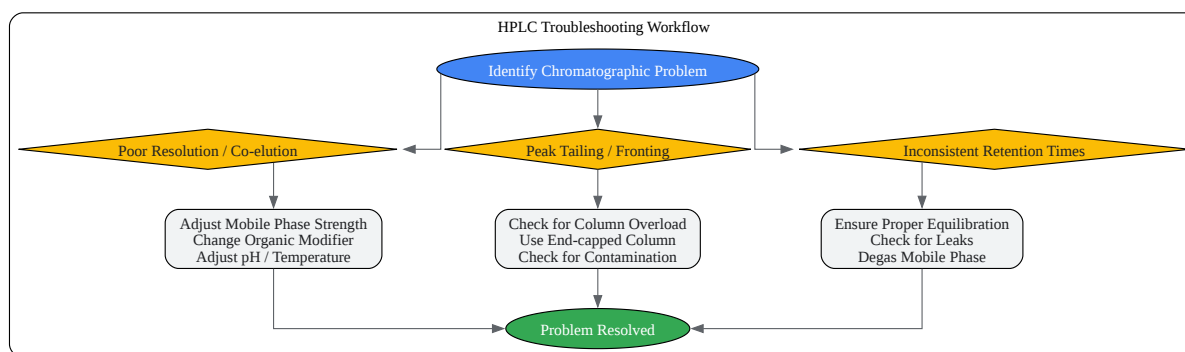 HPLC Troubleshooting Workflow
Identify Chromatographic Problem
Poor Resolution / Co-elution
Peak Tailing / Fronting
Inconsistent Retention Times
Adjust Mobile Phase Strength
Change Organic Modifier
Adjust pH / Temperature
Check for Column Overload
Use End-capped Column
Check for Contamination
Ensure Proper Equilibration
Check for Leaks
Degas Mobile Phase
Problem Resolved